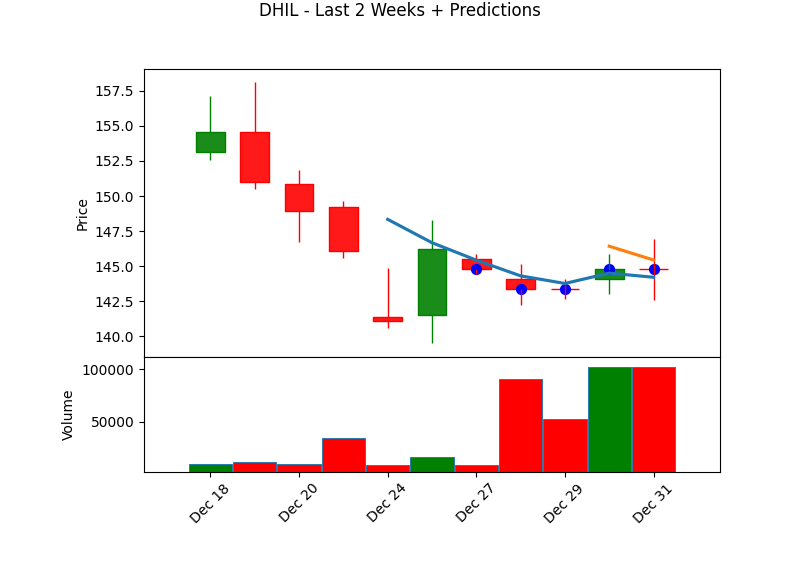 DHIL - Last 2 Weeks + Predictions
157.5
155.0
152.5
150.0
147.5
145.0
142.5
140.0
Price
100000
50000
Volume
Dec 18
Dec 20
Dec 24
Dec 27
Dec 29
Dec 31